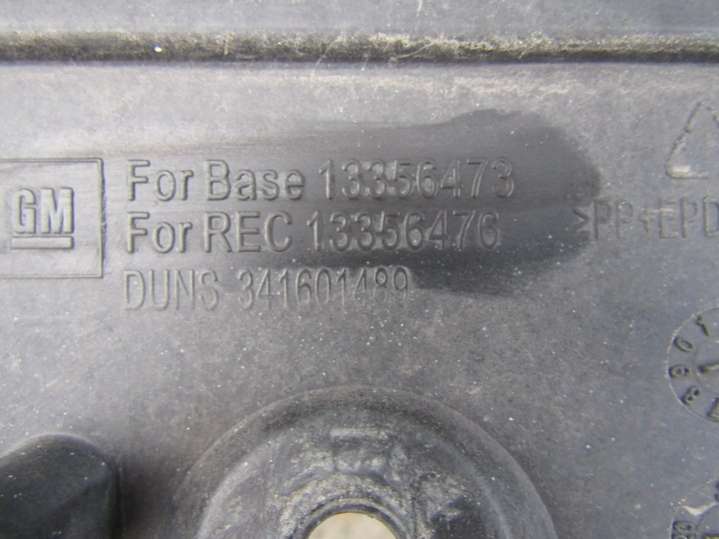 GM
For Base 13356473
For REC 13356476
DUNS 341601489
>PP+EPD